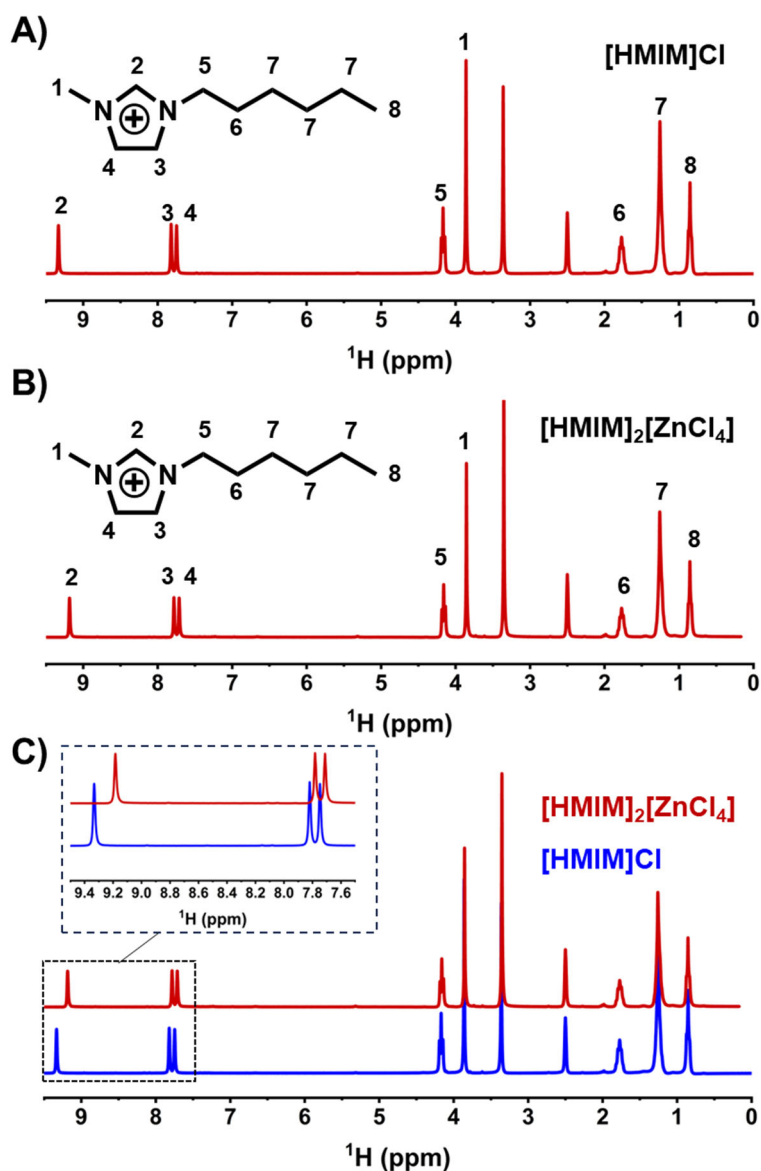 A)
[HMIM]Cl
1 2 5 7 7
N N 6 7 8
4 3
1
7
2 3 4 5 6 8
9 8 7 6 5 4 3 2 1 0
¹H (ppm)
B)
[HMIM]₂[ZnCl₄]
1 2 5 7 7
N N 6 7 8
4 3
1
7
2 3 4 5 6 8
9 8 7 6 5 4 3 2 1 0
¹H (ppm)
C)
[HMIM]₂[ZnCl₄]
[HMIM]Cl
9.4 9.2 9.0 8.8 8.6 8.4 8.2 8.0 7.8 7.6
¹H (ppm)
9 8 7 6 5 4 3 2 1 0
¹H (ppm)